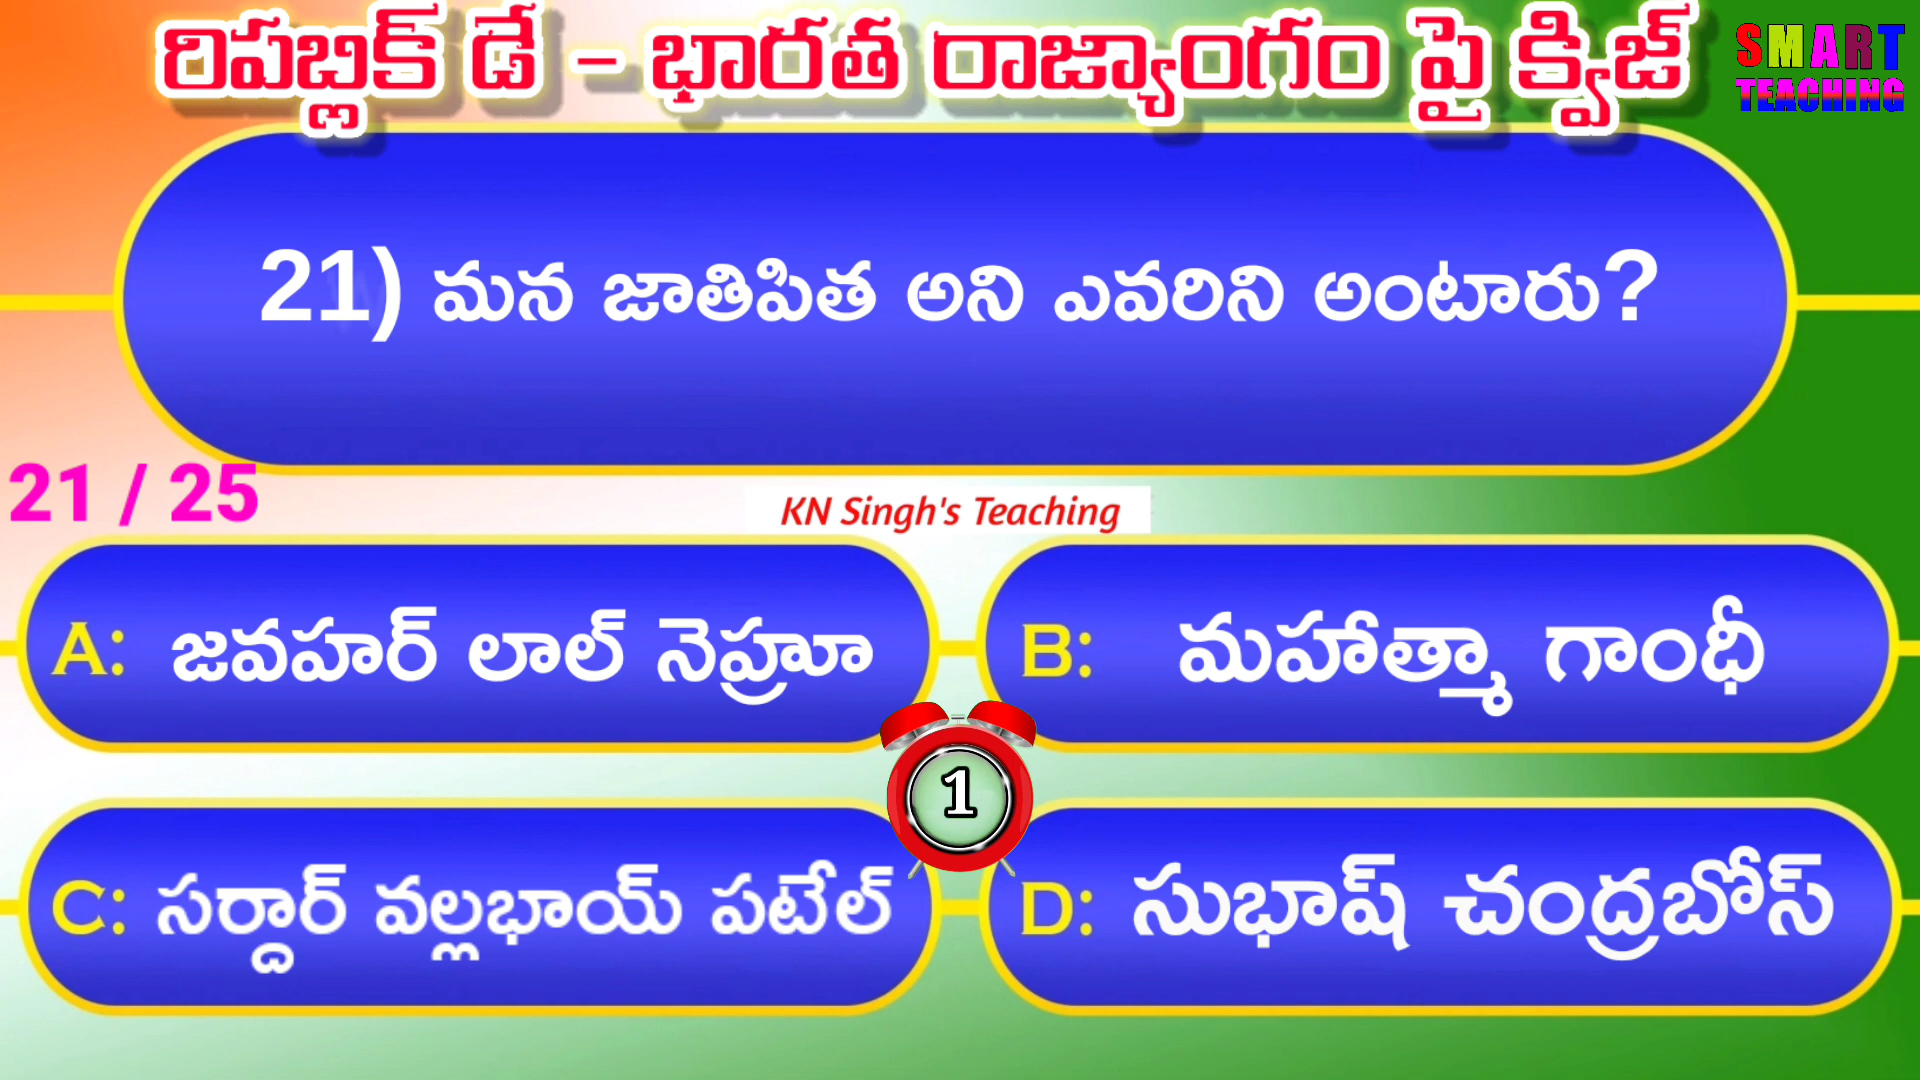 రిపబ్లిక్ డే – భారత రాజ్యాంగం పై క్విజ్
SMART
TEACHING
21) మన జాతిపిత అని ఎవరిని అంటారు?
21 / 25
KN Singh's Teaching
A: జవహర్ లాల్ నెహ్రూ
B: మహాత్మా గాంధీ
1
C: సర్దార్ వల్లభాయ్ పటేల్
D: సుభాష్ చంద్రబోస్